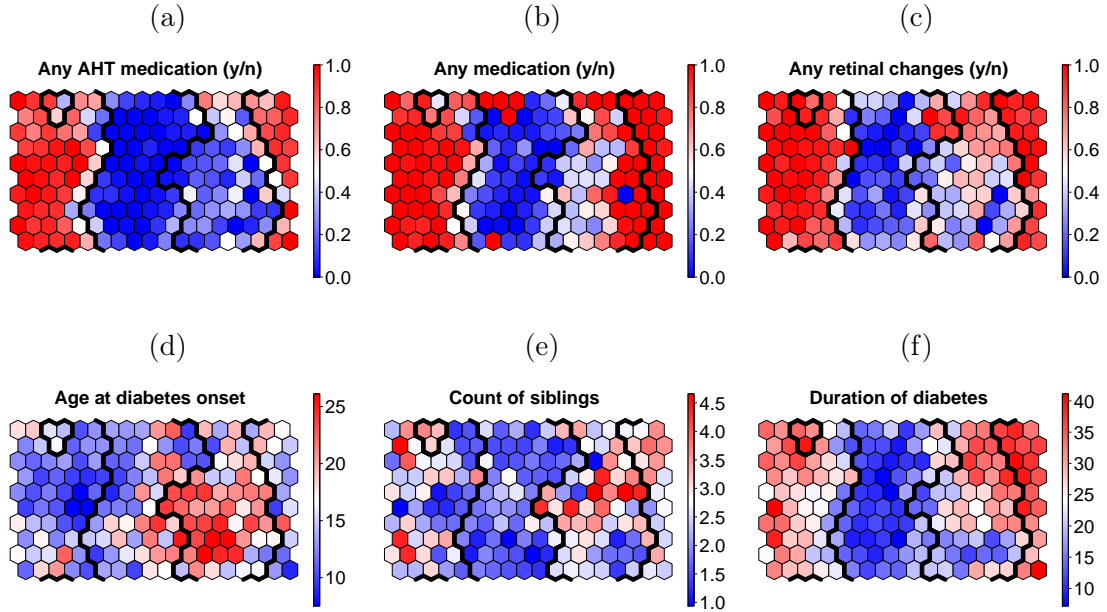 (a) (b) (c)
Any AHT medication (y/n) Any medication (y/n) Any retinal changes (y/n)
1.0 1.0 1.0
0.8 0.8 0.8
0.6 0.6 0.6
0.4 0.4 0.4
0.2 0.2 0.2
0.0 0.0 0.0
(d) (e) (f)
Age at diabetes onset Count of siblings Duration of diabetes
25
20
15
10
4.5
4.0
3.5
3.0
2.5
2.0
1.5
1.0
40
35
30
25
20
15
10